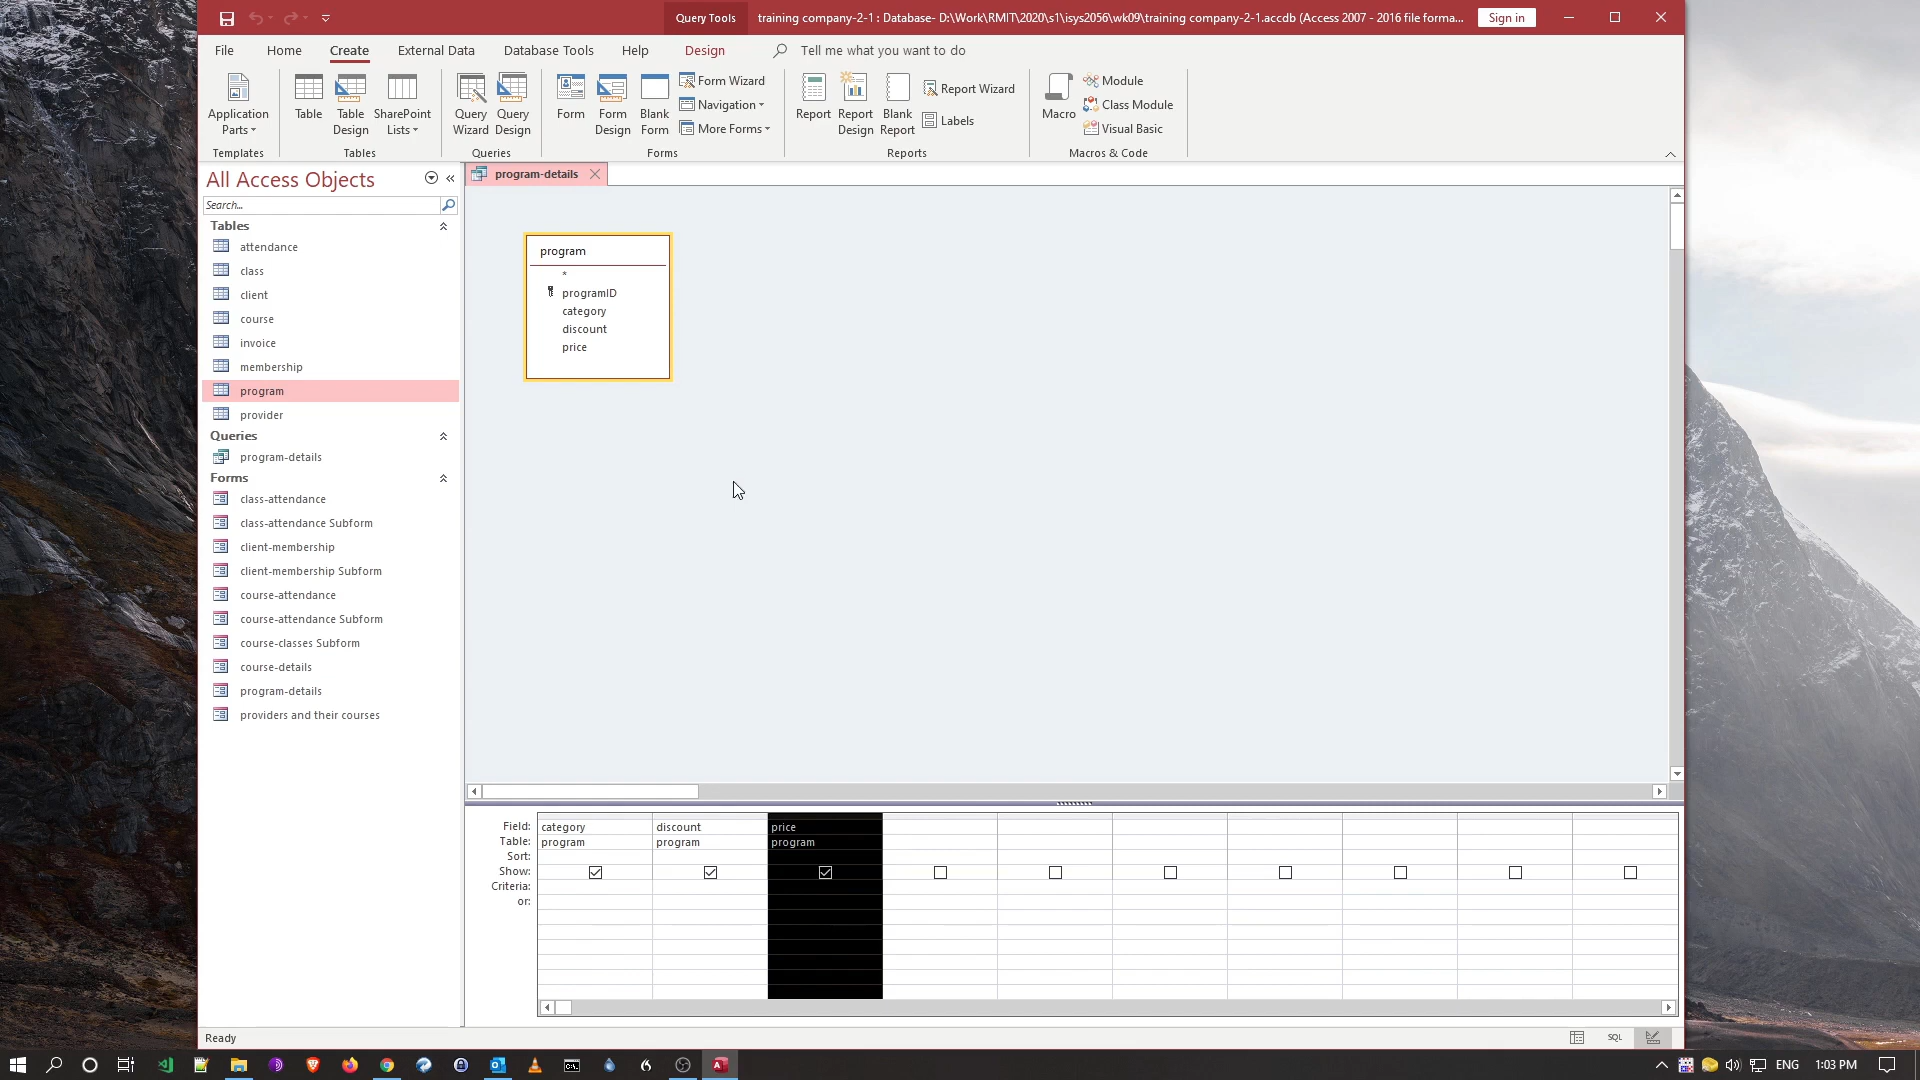 Query Tools
training company-2-1 : Database- D:\Work\RMIT\2020\s1\isys2056\wk09\training company-2-1.accdb (Access 2007 - 2016 file forma...
Sign in
File
Home
Create
External Data
Database Tools
Help
Design
Tell me what you want to do
Application Parts
Table
Table Design
SharePoint Lists
Query Wizard
Query Design
Form
Form Design
Blank Form
Form Wizard
Navigation
More Forms
Report
Report Design
Blank Report
Report Wizard
Labels
Macro
Module
Class Module
Visual Basic
Templates
Tables
Queries
Forms
Reports
Macros & Code
All Access Objects
Search...
Tables
attendance
class
client
course
invoice
membership
program
provider
Queries
program-details
Forms
class-attendance
class-attendance Subform
client-membership
client-membership Subform
course-attendance
course-attendance Subform
course-classes Subform
course-details
program-details
providers and their courses
program-details
program
*
programID
category
discount
price
Field: category discount price
Table: program program program
Sort:
Show:
Criteria:
or:
Ready
SQL
ENG
1:03 PM